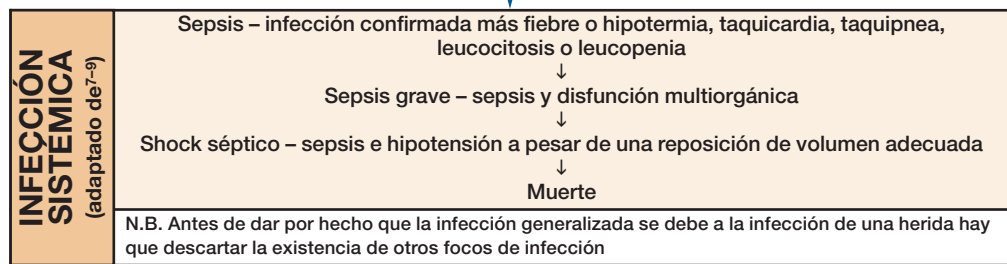 INFECCIÓN
SISTÉMICA
(adaptado de7–9)
Sepsis – infección confirmada más fiebre o hipotermia, taquicardia, taquipnea,
leucocitosis o leucopenia
↓
Sepsis grave – sepsis y disfunción multiorgánica
↓
Shock séptico – sepsis e hipotensión a pesar de una reposición de volumen adecuada
↓
Muerte
N.B. Antes de dar por hecho que la infección generalizada se debe a la infección de una herida hay
que descartar la existencia de otros focos de infección